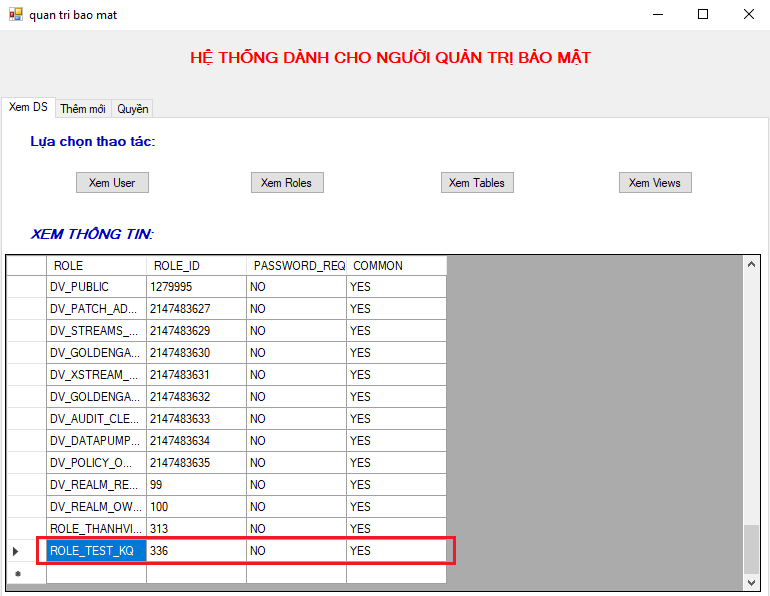 quan tri bao mat
HỆ THỐNG DÀNH CHO NGƯỜI QUẢN TRỊ BẢO MẬT
Xem DS Thêm mới Quyền
Lựa chọn thao tác:
Xem User Xem Roles Xem Tables Xem Views
XEM THÔNG TIN:
ROLE ROLE_ID PASSWORD_REQ COMMON
DV_PUBLIC 1279995 NO YES
DV_PATCH_AD... 2147483627 NO YES
DV_STREAMS_... 2147483629 NO YES
DV_GOLDENGA... 2147483630 NO YES
DV_XSTREAM_... 2147483631 NO YES
DV_GOLDENGA... 2147483632 NO YES
DV_AUDIT_CLE... 2147483633 NO YES
DV_DATAPUMP... 2147483634 NO YES
DV_POLICY_O... 2147483635 NO YES
DV_REALM_RE... 99 NO YES
DV_REALM_OW... 100 NO YES
ROLE_THANHVI... 313 NO YES
ROLE_TEST_KQ 336 NO YES